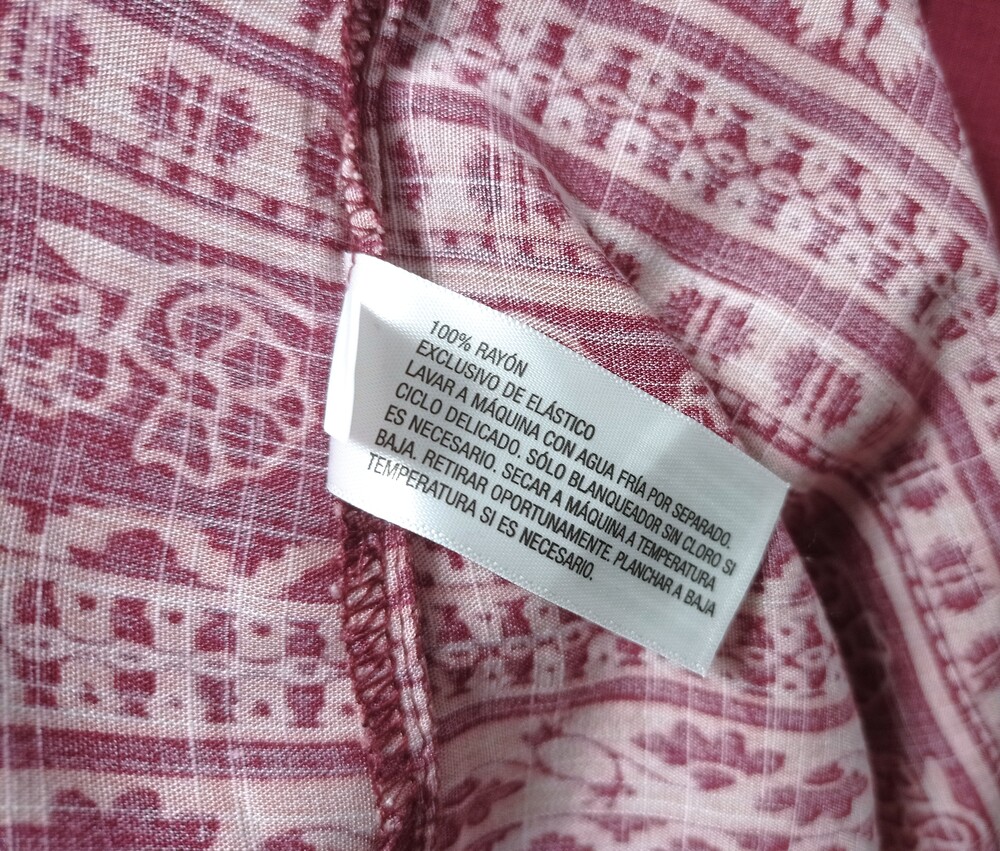 100% RAYÓN
EXCLUSIVO DE ELÁSTICO
LAVAR A MÁQUINA CON AGUA FRÍA POR SEPARADO.
CICLO DELICADO. SÓLO BLANQUEADOR SIN CLORO SI
ES NECESARIO. SECAR A MÁQUINA A TEMPERATURA
BAJA. RETIRAR OPORTUNAMENTE. PLANCHAR A BAJA
TEMPERATURA SI ES NECESARIO.